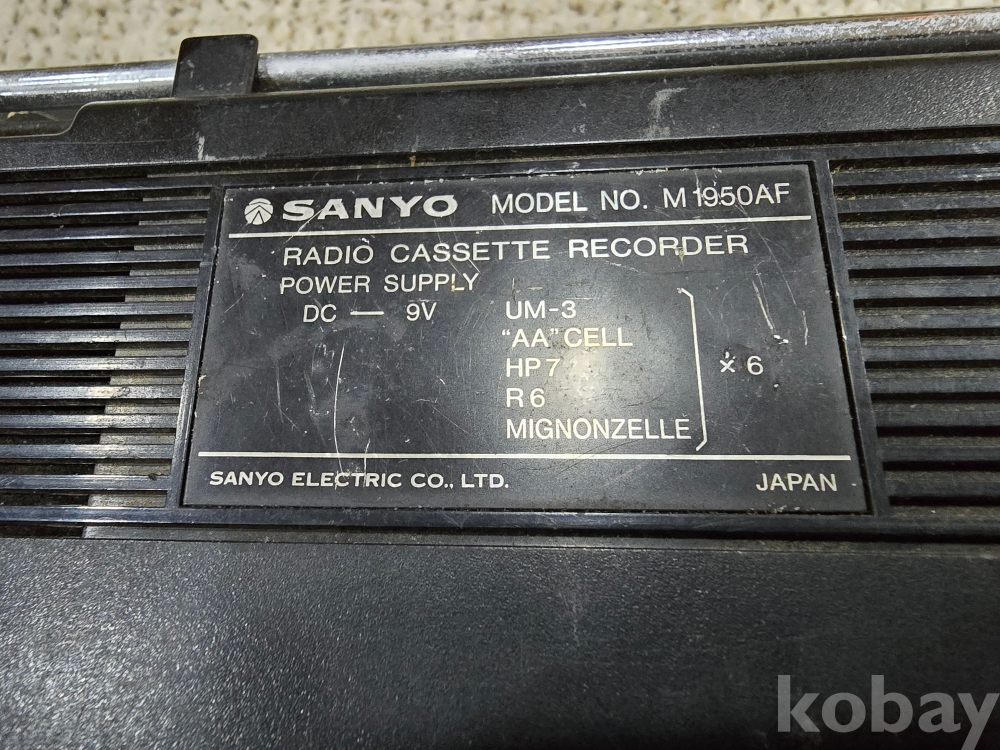 SANYO MODEL NO. M1950AF
RADIO CASSETTE RECORDER
POWER SUPPLY
DC — 9V UM-3
"AA" CELL
HP7 × 6
R6
MIGNONZELLE
SANYO ELECTRIC CO., LTD. JAPAN
kobay